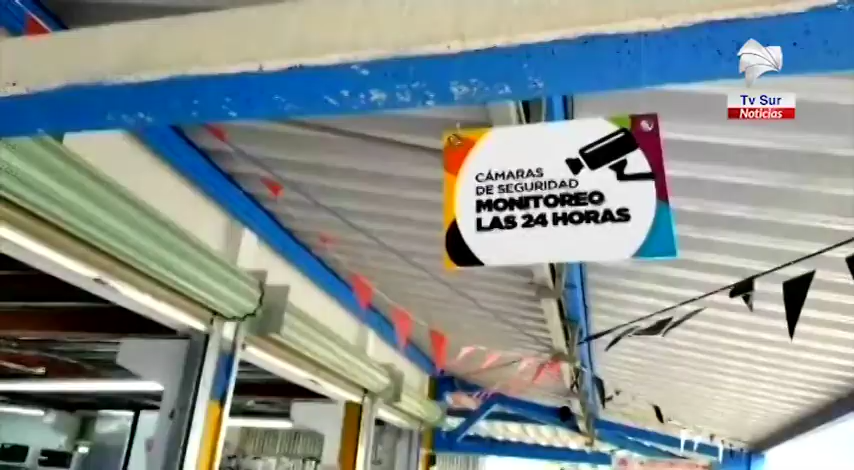 Tv Sur
Noticias
CÁMARAS
DE SEGURIDAD
MONITOREO
LAS 24 HORAS